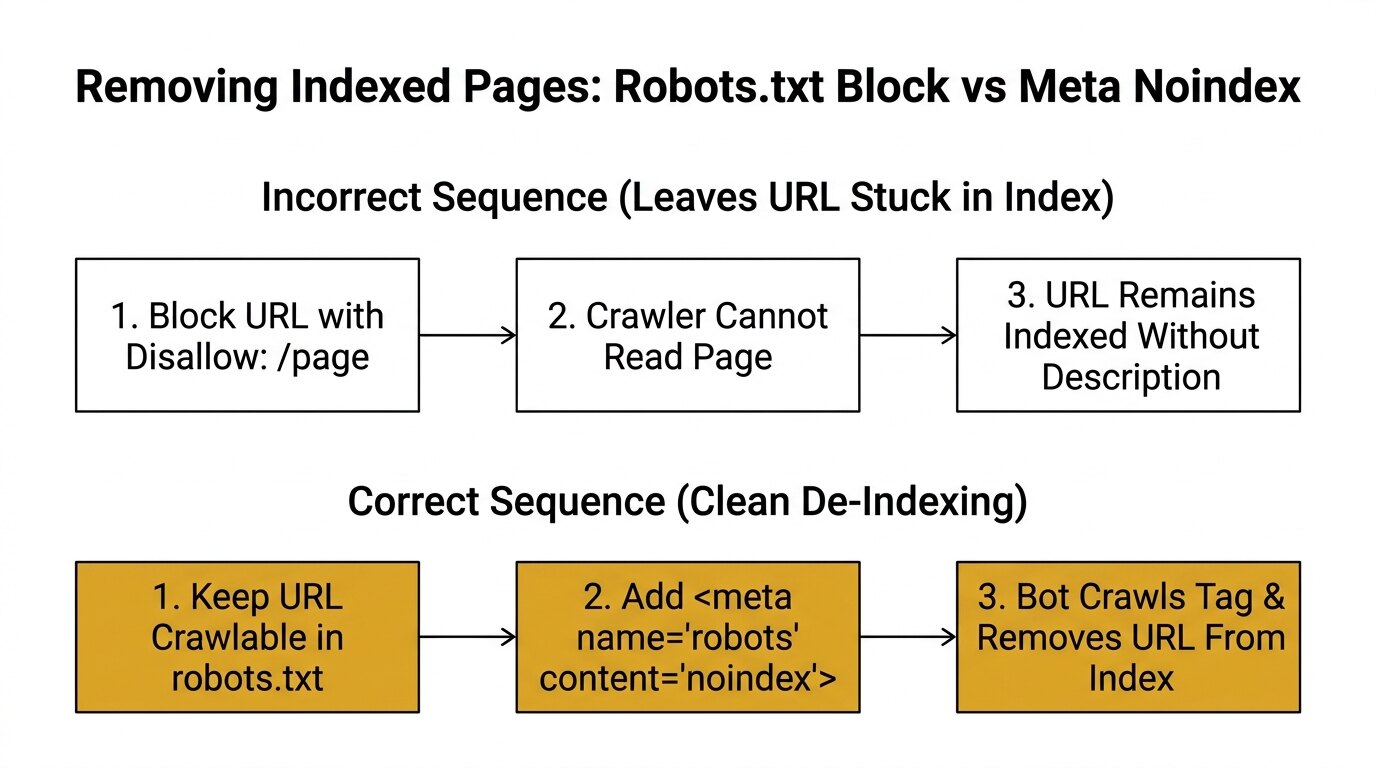 Removing Indexed Pages: Robots.txt Block vs Meta Noindex
Incorrect Sequence (Leaves URL Stuck in Index)
1. Block URL with
Disallow: /page
2. Crawler Cannot
Read Page
3. URL Remains
Indexed Without
Description
Correct Sequence (Clean De-Indexing)
1. Keep URL
Crawlable in
robots.txt
2. Add <meta
name='robots'
content='noindex'>
3. Bot Crawls Tag &
Removes URL From
Index